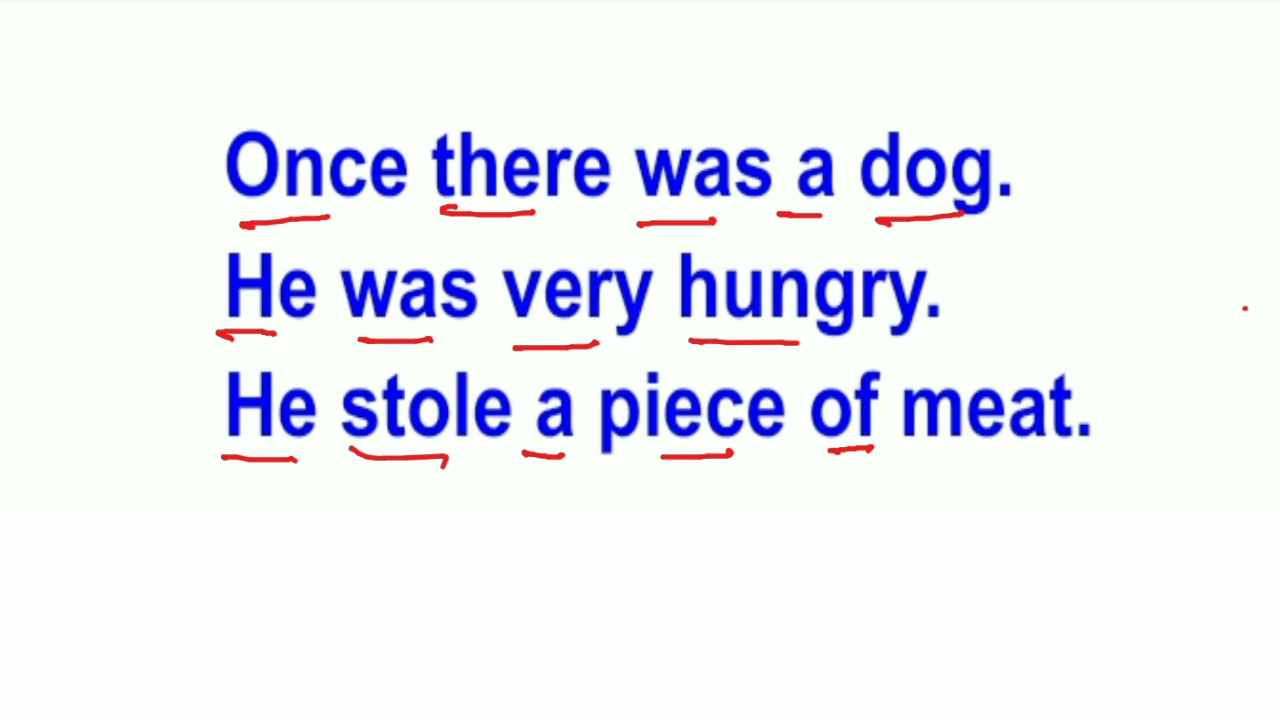 Once there was a dog.
He was very hungry.
He stole a piece of meat.